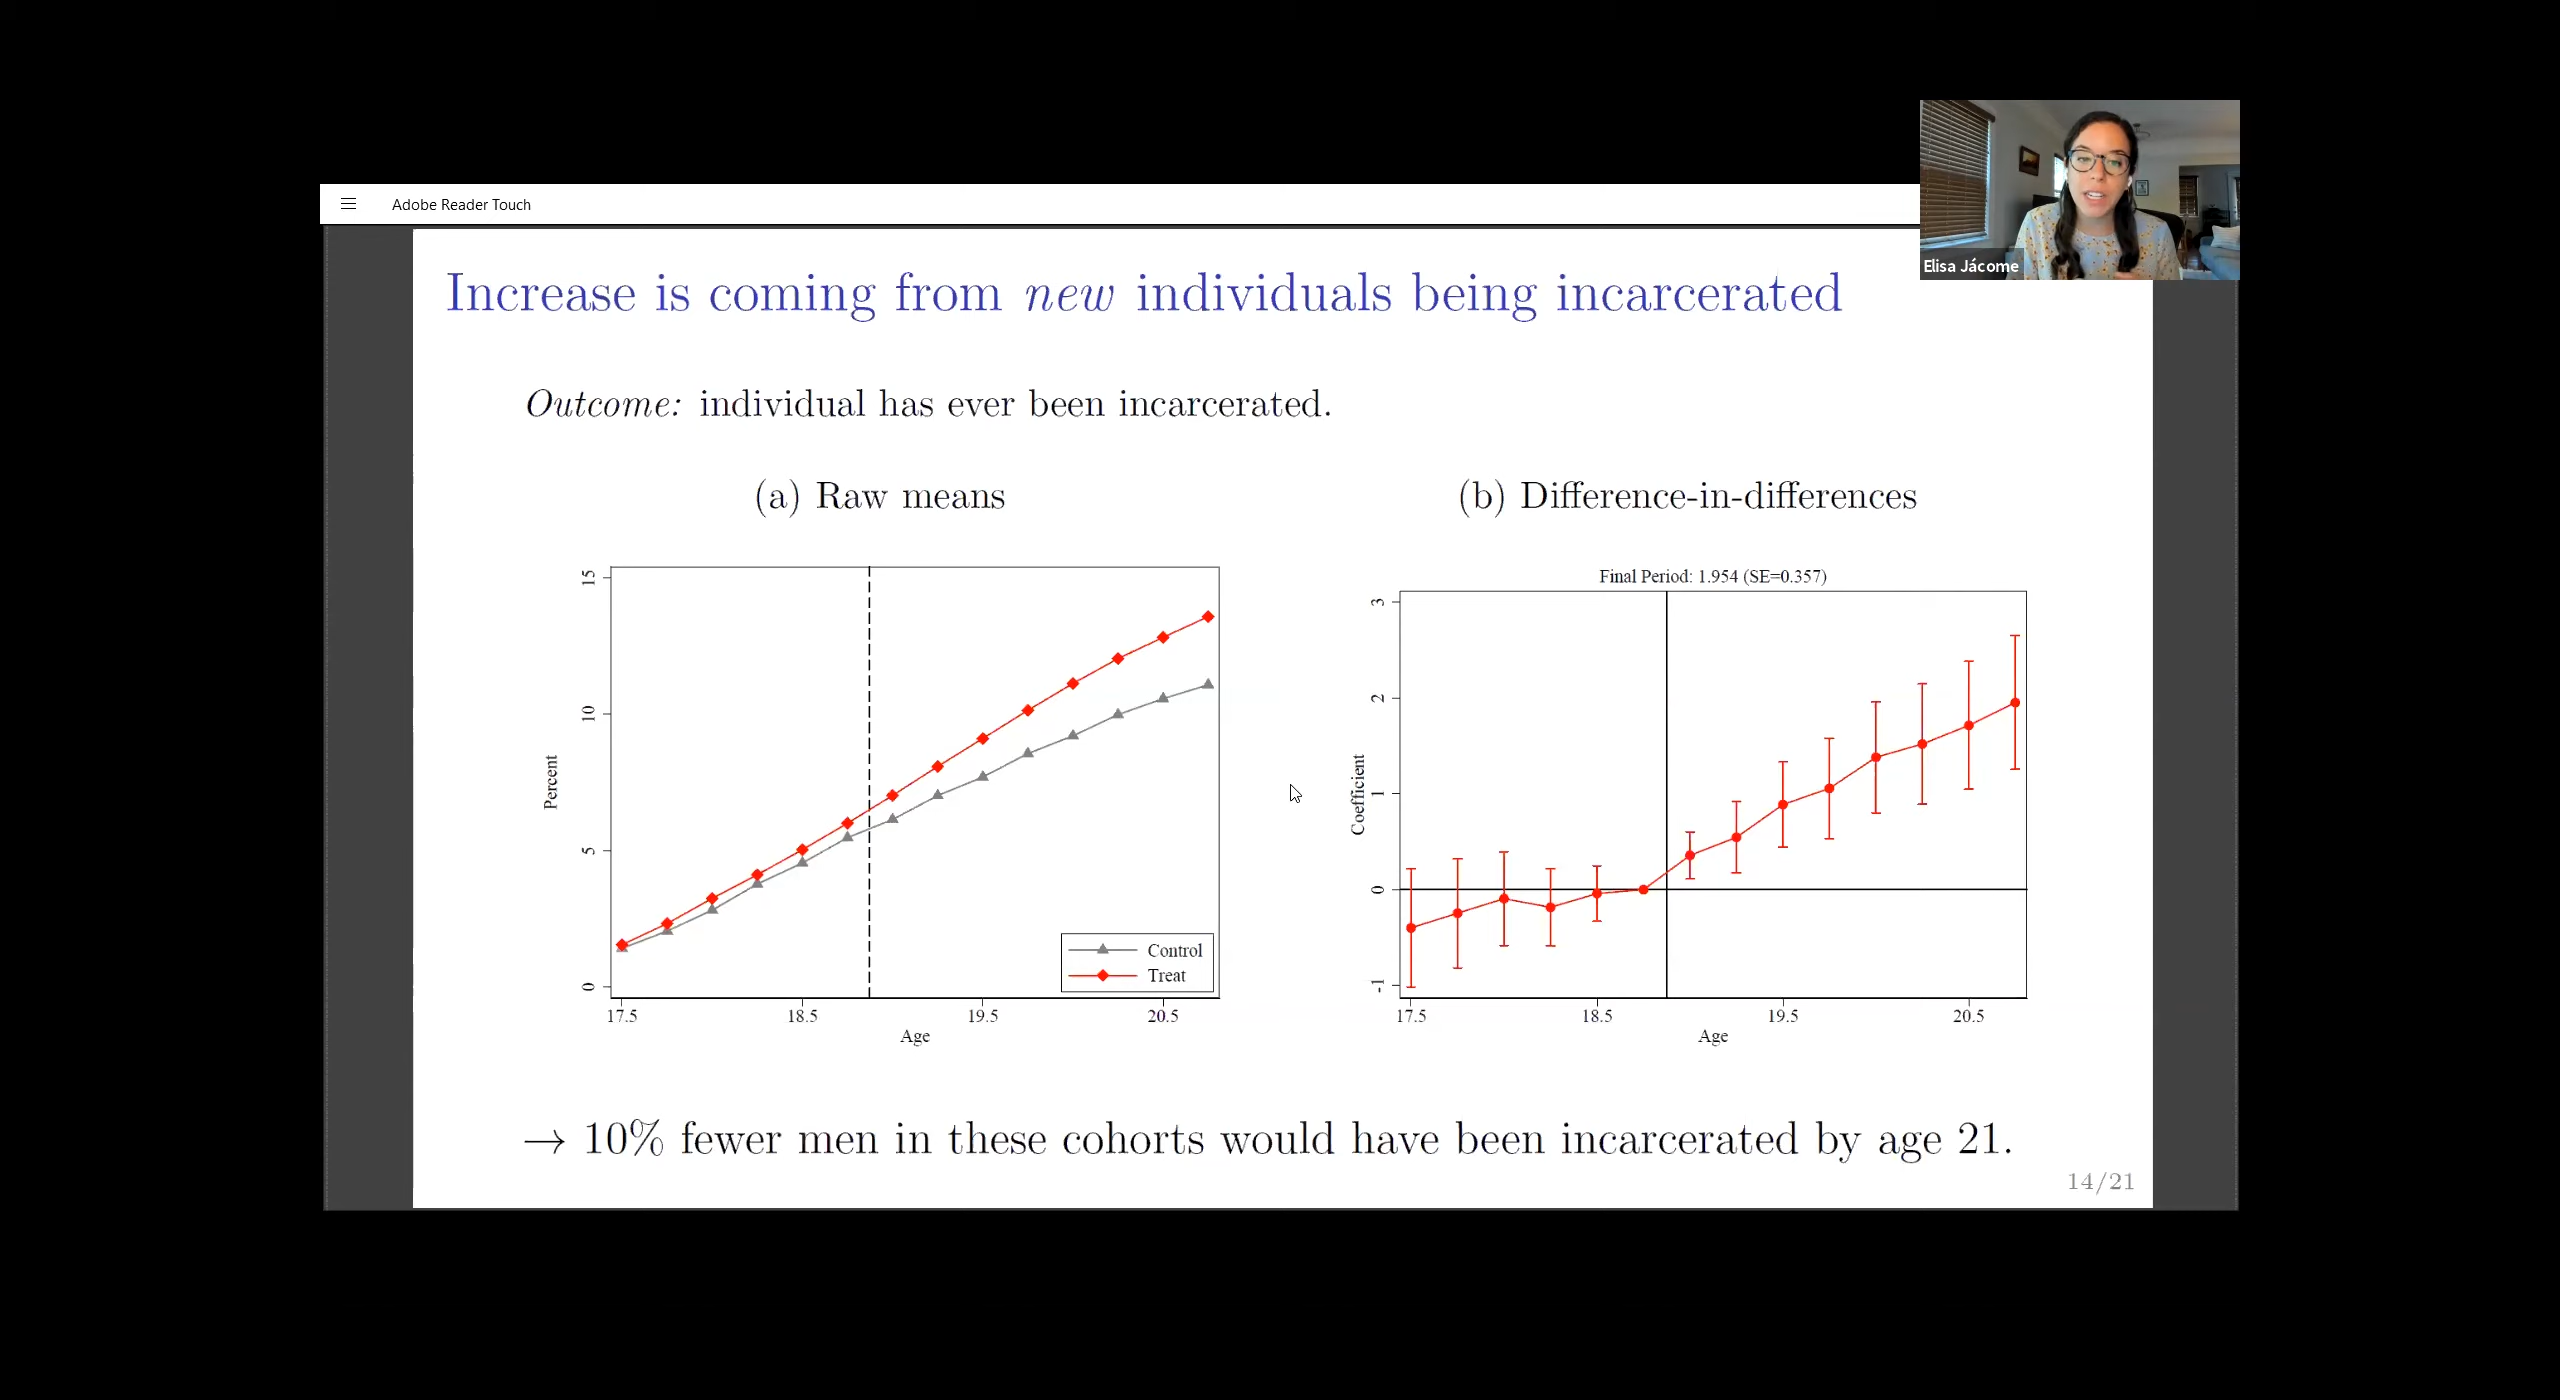 Adobe Reader Touch
Elisa Jácome
Increase is coming from new individuals being incarcerated
Outcome: individual has ever been incarcerated.
(a) Raw means
15
10
5
0
Percent
17.5
18.5
19.5
20.5
Age
Control
Treat
(b) Difference-in-differences
Final Period: 1.954 (SE=0.357)
3
2
1
0
-1
Coefficient
17.5
18.5
19.5
20.5
Age
→ 10% fewer men in these cohorts would have been incarcerated by age 21.
14/21